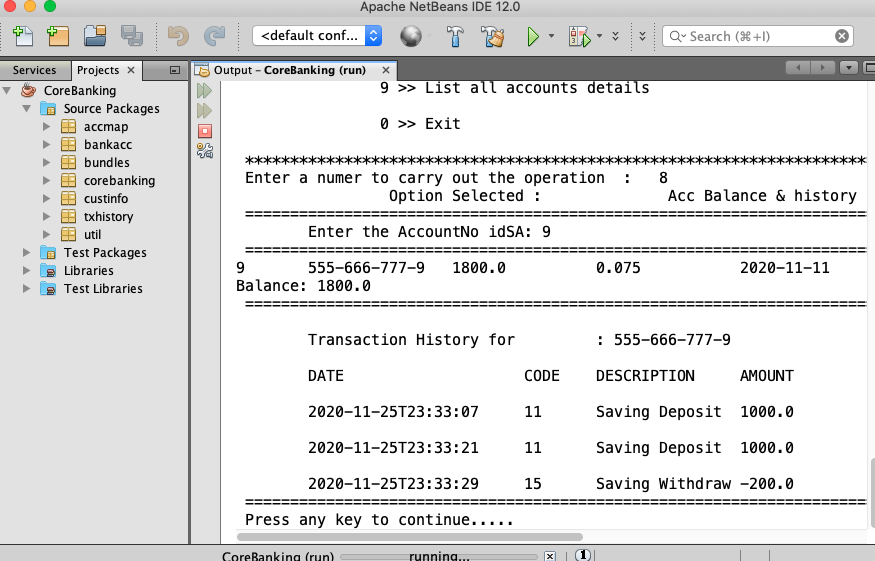 Apache NetBeans IDE 12.0
<default conf...
Search (⌘+I)
Services
Projects
Output – CoreBanking (run)
CoreBanking
Source Packages
accmap
bankacc
bundles
corebanking
custinfo
txhistory
util
Test Packages
Libraries
Test Libraries
9 >> List all accounts details
0 >> Exit
*********************************************************************
Enter a numer to carry out the operation  :   8
Option Selected :              Acc Balance & history
=====================================================================
Enter the AccountNo idSA: 9
=====================================================================
9       555-666-777-9   1800.0          0.075           2020-11-11
Balance: 1800.0
=====================================================================
Transaction History for         : 555-666-777-9
DATE                    CODE    DESCRIPTION     AMOUNT
2020-11-25T23:33:07     11      Saving Deposit  1000.0
2020-11-25T23:33:21     11      Saving Deposit  1000.0
2020-11-25T23:33:29     15      Saving Withdraw -200.0
=====================================================================
Press any key to continue.....
CoreBanking (run)
running...
1